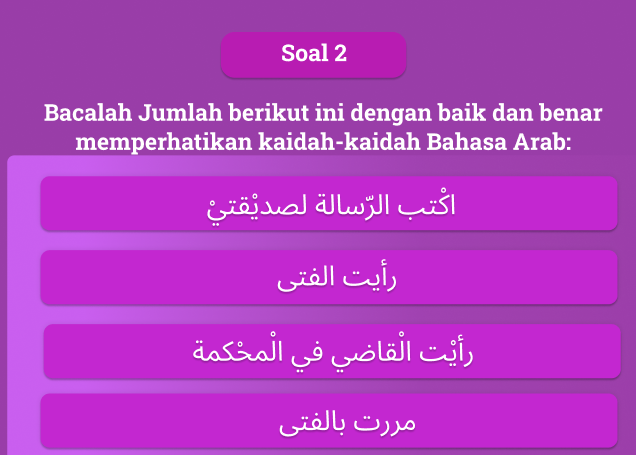 Soal 2
Bacalah Jumlah berikut ini dengan baik dan benar
memperhatikan kaidah-kaidah Bahasa Arab:
اكْتب الرّسالة لصديْقتيْ
رأيت الفتى
رأيْت الْقاضي في الْمحْكمة
مررت بالفتى